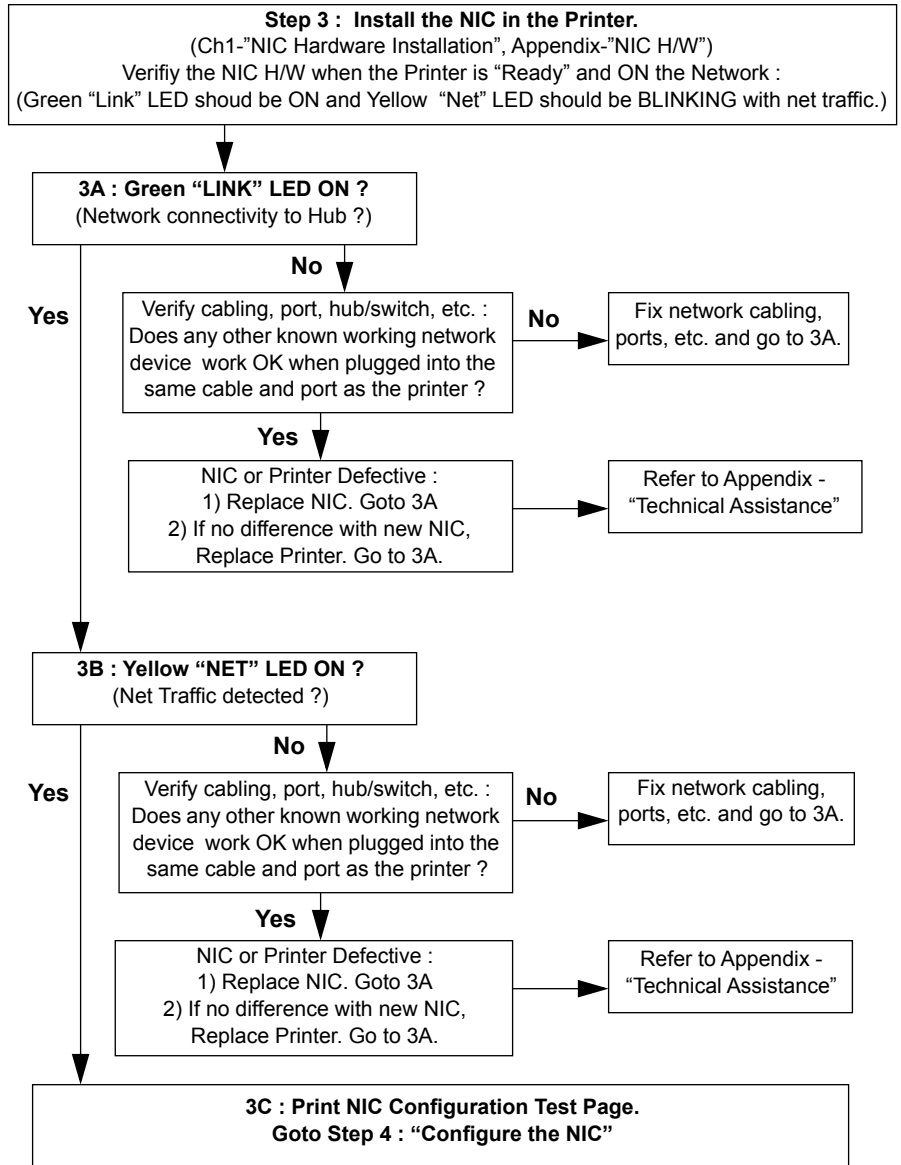 Step 3 :  Install the NIC in the Printer.
(Ch1-”NIC Hardware Installation”, Appendix-”NIC H/W”)
Verifiy the NIC H/W when the Printer is “Ready” and ON the Network :
(Green “Link” LED shoud be ON and Yellow  “Net” LED should be BLINKING with net traffic.)
3A : Green “LINK” LED ON ?
(Network connectivity to Hub ?)
No
Yes
Verify cabling, port, hub/switch, etc. :
Does any other known working network
device  work OK when plugged into the
same cable and port as the printer ?
No
Fix network cabling,
ports, etc. and go to 3A.
Yes
NIC or Printer Defective :
1) Replace NIC. Goto 3A
2) If no difference with new NIC,
Replace Printer. Go to 3A.
Refer to Appendix -
“Technical Assistance”
3B : Yellow “NET” LED ON ?
(Net Traffic detected ?)
No
Yes
Verify cabling, port, hub/switch, etc. :
Does any other known working network
device  work OK when plugged into the
same cable and port as the printer ?
No
Fix network cabling,
ports, etc. and go to 3A.
Yes
NIC or Printer Defective :
1) Replace NIC. Goto 3A
2) If no difference with new NIC,
Replace Printer. Go to 3A.
Refer to Appendix -
“Technical Assistance”
3C : Print NIC Configuration Test Page.
Goto Step 4 : “Configure the NIC”